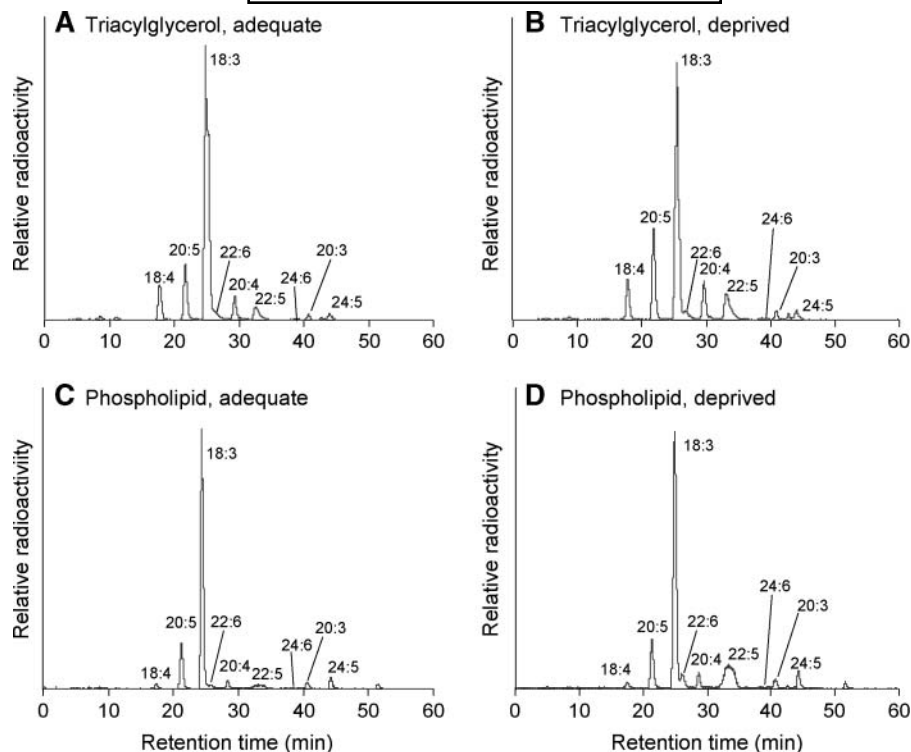 A Triacylglycerol, adequate
Relative radioactivity
18:3
18:4
20:5
22:6
20:4
22:5
24:6
20:3
24:5
0 10 20 30 40 50 60
B Triacylglycerol, deprived
Relative radioactivity
18:3
18:4
20:5
22:6
20:4
22:5
24:6
20:3
24:5
0 10 20 30 40 50 60
C Phospholipid, adequate
Relative radioactiviity
18:3
18:4
20:5
22:6
20:4
22:5
24:6
20:3
24:5
0 10 20 30 40 50 60
Retention time (min)
D Phospholipid, deprived
Relative radioactivity
18:3
18:4
20:5
22:6
20:4
22:5
24:6
20:3
24:5
0 10 20 30 40 50 60
Retention time (min)